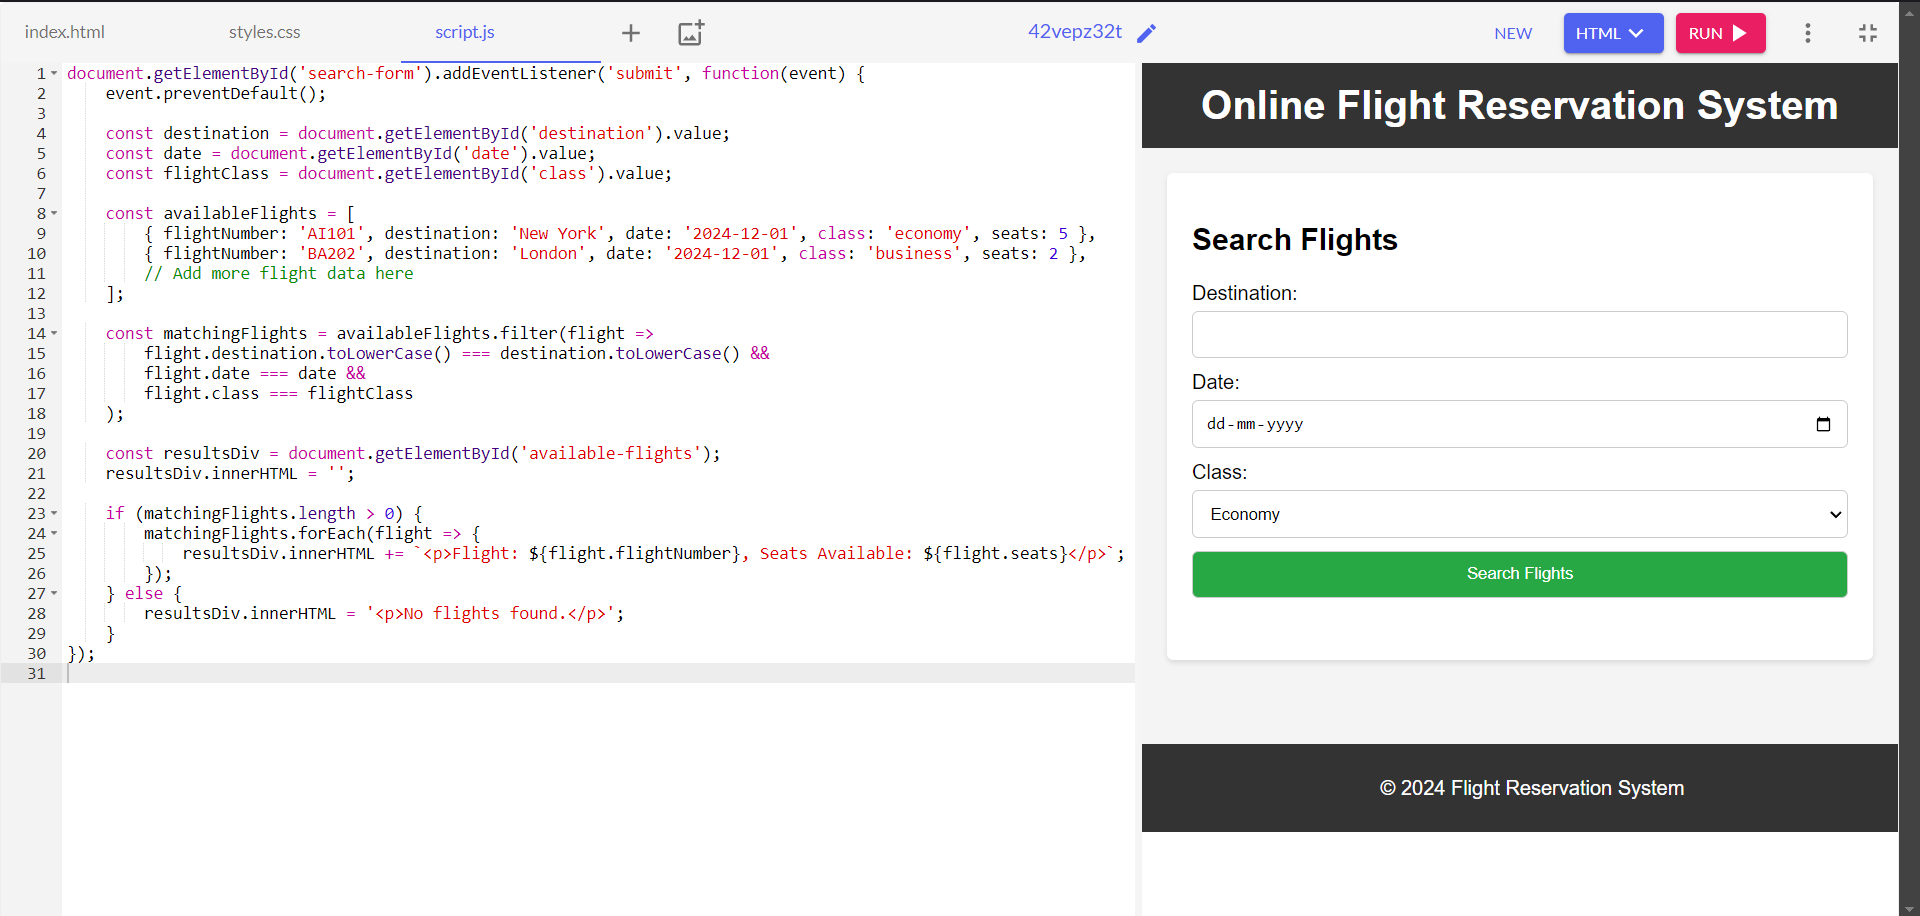 index.html
styles.css
script.js
42vepz32t
NEW
HTML
RUN
1 document.getElementById('search-form').addEventListener('submit', function(event) {
2     event.preventDefault();
3
4     const destination = document.getElementById('destination').value;
5     const date = document.getElementById('date').value;
6     const flightClass = document.getElementById('class').value;
7
8     const availableFlights = [
9         { flightNumber: 'AI101', destination: 'New York', date: '2024-12-01', class: 'economy', seats: 5 },
10         { flightNumber: 'BA202', destination: 'London', date: '2024-12-01', class: 'business', seats: 2 },
11         // Add more flight data here
12     ];
13
14     const matchingFlights = availableFlights.filter(flight =>
15         flight.destination.toLowerCase() === destination.toLowerCase() &&
16         flight.date === date &&
17         flight.class === flightClass
18     );
19
20     const resultsDiv = document.getElementById('available-flights');
21     resultsDiv.innerHTML = '';
22
23     if (matchingFlights.length > 0) {
24         matchingFlights.forEach(flight => {
25             resultsDiv.innerHTML += `<p>Flight: ${flight.flightNumber}, Seats Available: ${flight.seats}</p>`;
26         });
27     } else {
28         resultsDiv.innerHTML = '<p>No flights found.</p>';
29     }
30 });
31
Online Flight Reservation System
Search Flights
Destination:
Date:
dd-mm-yyyy
Class:
Economy
Search Flights
© 2024 Flight Reservation System